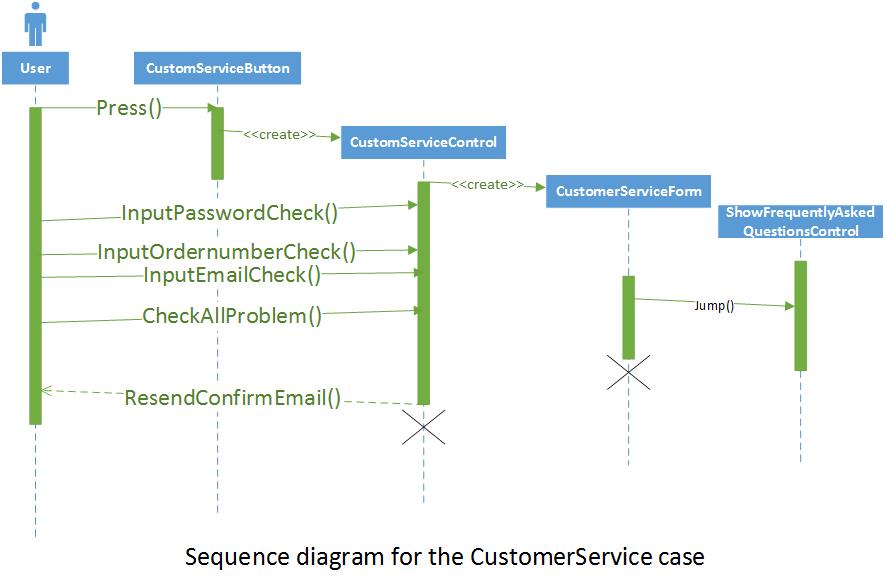 User
CustomServiceButton
Press()
<<create>>
CustomServiceControl
<<create>>
CustomerServiceForm
ShowFrequentlyAsked
QuestionsControl
InputPasswordCheck()
InputOrdernumberCheck()
InputEmailCheck()
Jump()
CheckAllProblem()
ResendConfirmEmail()
Sequence diagram for the CustomerService case